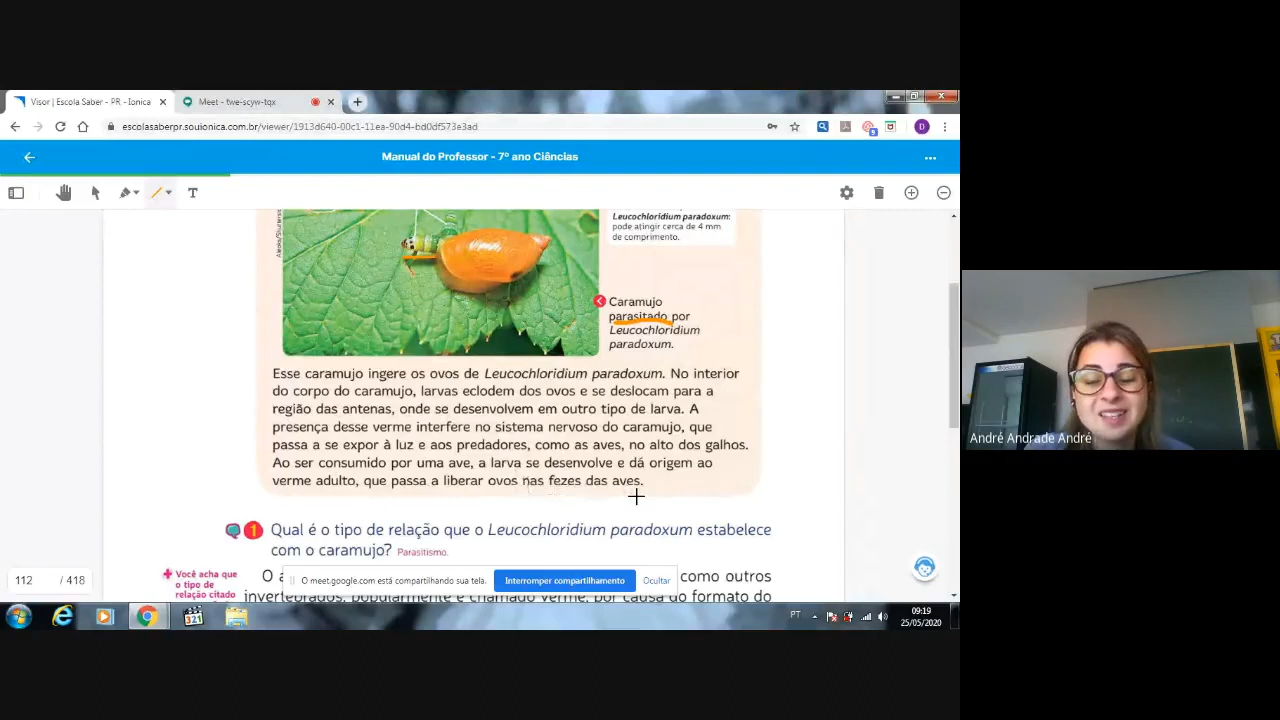 Visor | Escola Saber - PR - Ionica
Meet - twe-scyw-tqx
escolasaberpr.souionica.com.br/viewer/1913d640-00c1-11ea-90d4-bd0df573e3ad
Manual do Professor - 7º ano Ciências
T
Leucochloridium paradoxum:
pode atingir cerca de 4 mm
de comprimento.
Caramujo
parasitado por
Leucochloridium
paradoxum.
Esse caramujo ingere os ovos de Leucochloridium paradoxum. No interior
do corpo do caramujo, larvas eclodem dos ovos e se deslocam para a
região das antenas, onde se desenvolvem em outro tipo de larva. A
presença desse verme interfere no sistema nervoso do caramujo, que
passa a se expor à luz e aos predadores, como as aves, no alto dos galhos.
Ao ser consumido por uma ave, a larva se desenvolve e dá origem ao
verme adulto, que passa a liberar ovos nas fezes das aves.
1 Qual é o tipo de relação que o Leucochloridium paradoxum estabelece
com o caramujo? Parasitismo.
+ Você acha que
o tipo de
relação citado
O
como outros
invertebrados, popularmente é chamado verme, por causa do formato do
O meet.google.com está compartilhando sua tela.
Interromper compartilhamento
Ocultar
112 / 418
PT
09:19
25/05/2020
André Andrade André